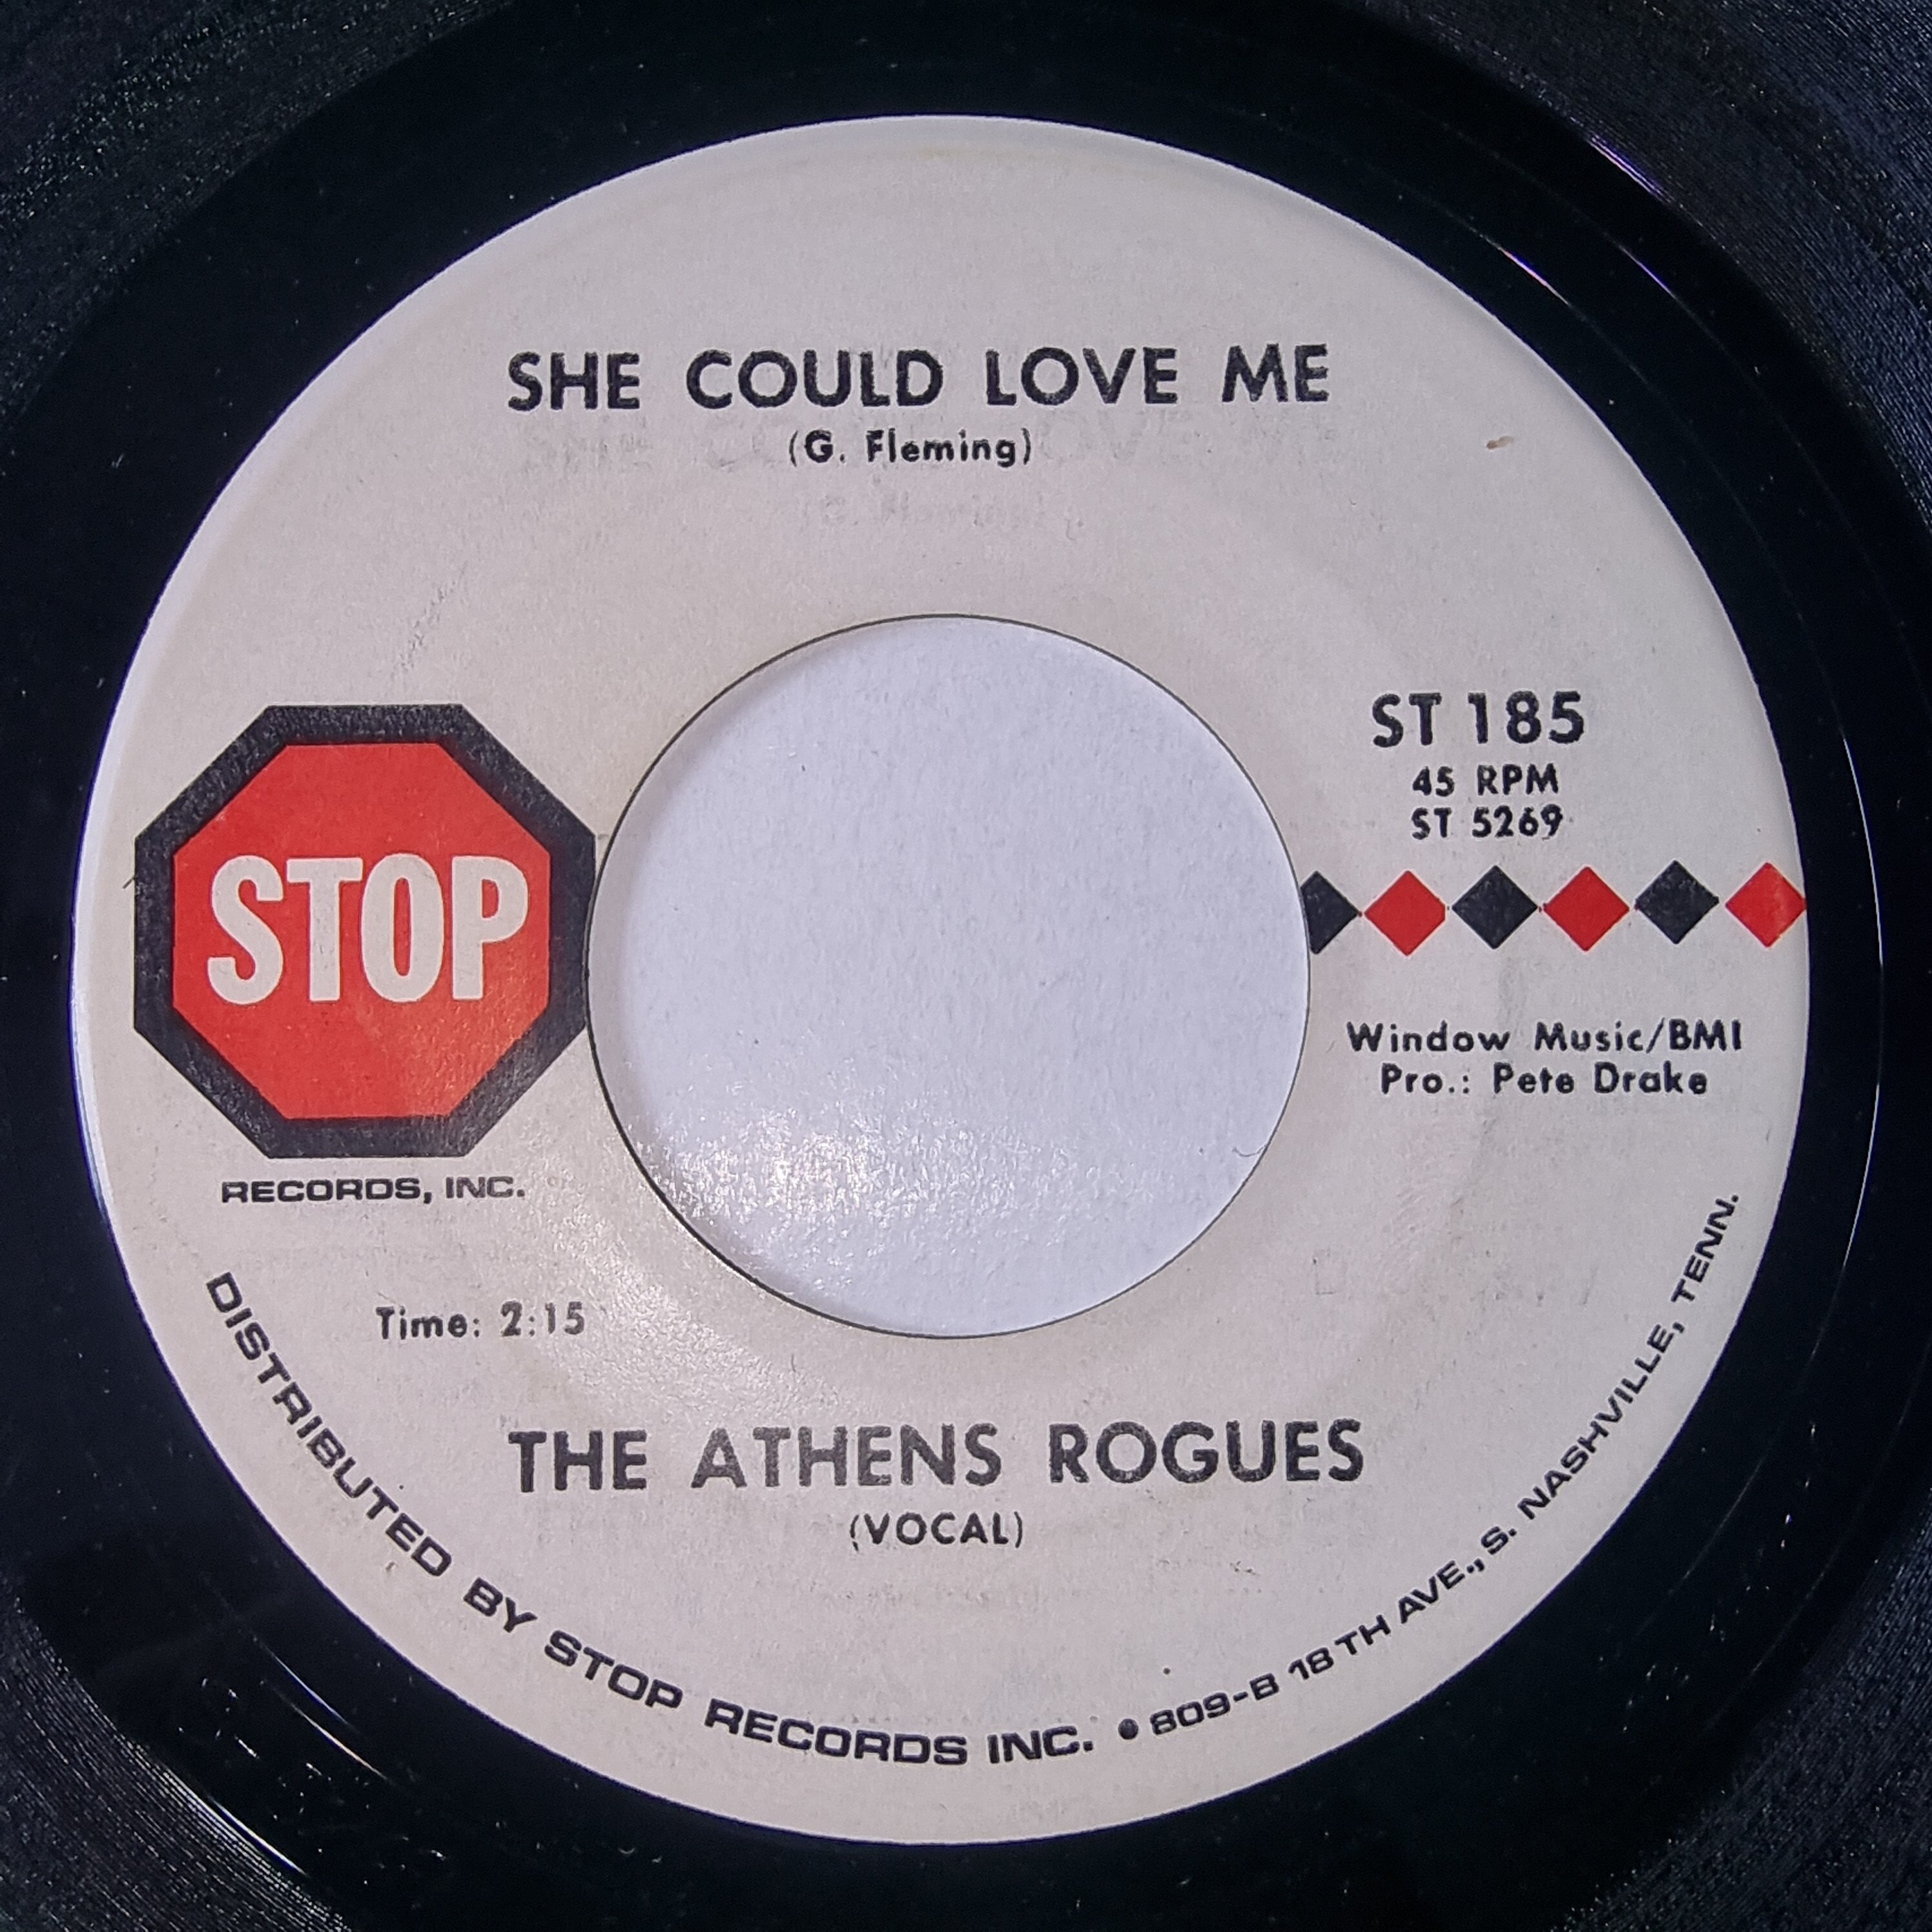 SHE COULD LOVE ME
(G. Fleming)
ST 185
45 RPM
ST 5269
STOP
RECORDS, INC.
Window Music/BMI
Pro.: Pete Drake
Time: 2:15
THE ATHENS ROGUES
(VOCAL)
DISTRIBUTED BY STOP RECORDS INC. • 809-B 18TH AVE., S. NASHVILLE, TENN.